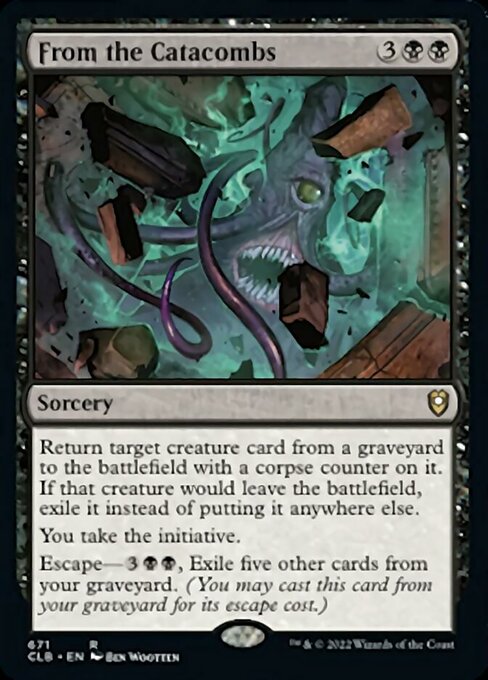 From the Catacombs 3
Sorcery
Return target creature card from a graveyard
to the battlefield with a corpse counter on it.
If that creature would leave the battlefield,
exile it instead of putting it anywhere else.
You take the initiative.
Escape—3, Exile five other cards from
your graveyard. (You may cast this card from
your graveyard for its escape cost.)
671 R
CLB • EN Ben Wootten
™ & © 2022 Wizards of the Coast